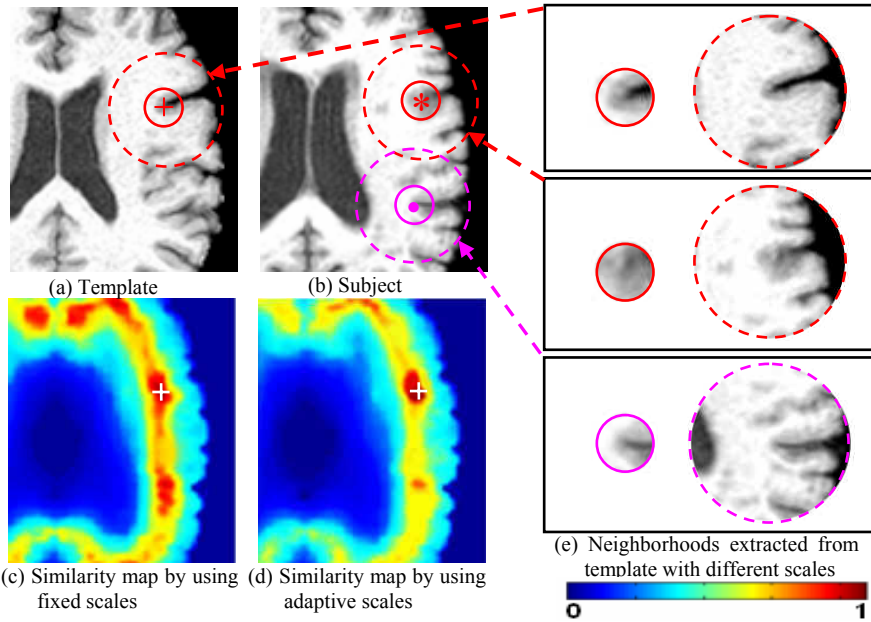 (a) Template
(b) Subject
(c) Similarity map by using
fixed scales
(d) Similarity map by using
adaptive scales
(e) Neighborhoods extracted from
template with different scales
0
1